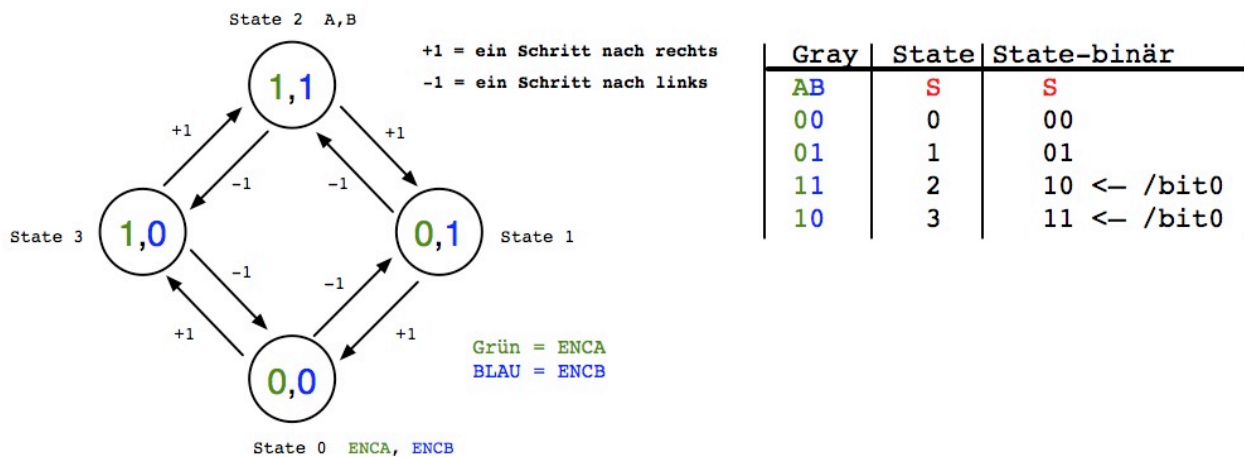 State 2 A,B
+1 = ein Schritt nach rechts
-1 = ein Schritt nach links
1,1
+1
+1
-1
-1
State 3
1,0
0,1
State 1
-1
-1
+1
+1
0,0
Grün = ENCA
BLAU = ENCB
State 0 ENCA, ENCB
Gray State State-binär
AB S S
00 0 00
01 1 01
11 2 10 <– /bit0
10 3 11 <– /bit0